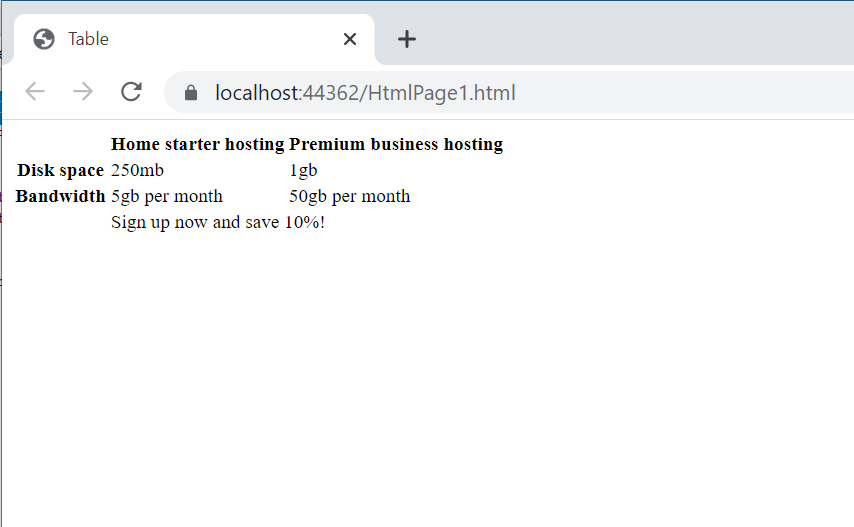 Table
localhost:44362/HtmlPage1.html
Home starter hosting Premium business hosting
Disk space 250mb 1gb
Bandwidth 5gb per month 50gb per month
Sign up now and save 10%!